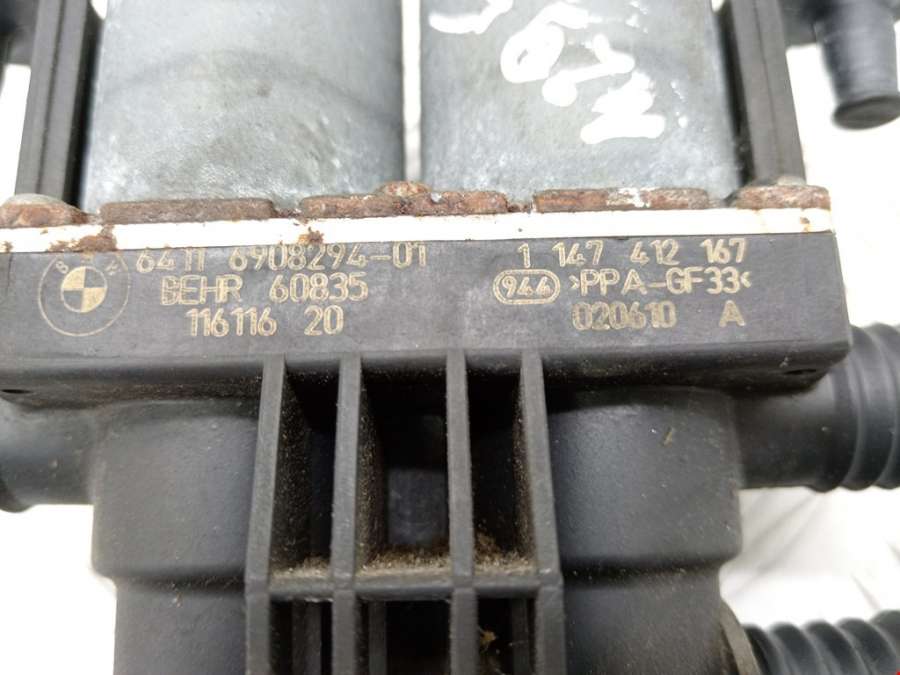 6411 6908294-01
BEHR 60835
116116 20
1 147 412 167
944 >PPA-GF33<
020610 A